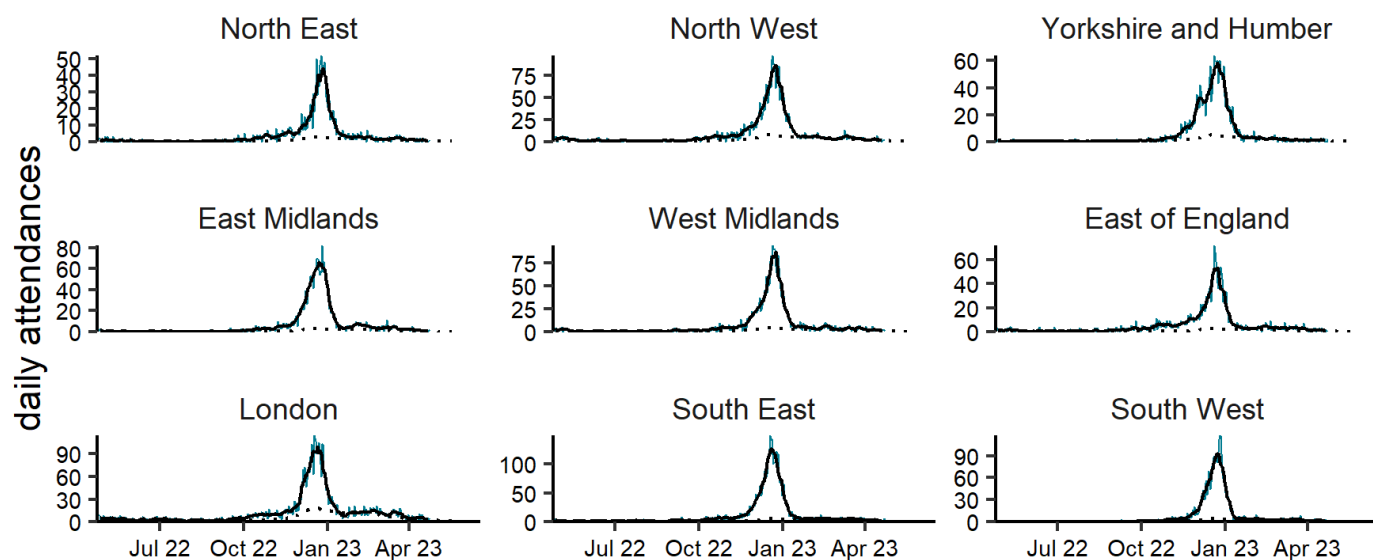 North East
North West
Yorkshire and Humber
50
40
30
20
10
0
75
50
25
0
60
40
20
0
daily attendances
East Midlands
West Midlands
East of England
80
60
40
20
0
75
50
25
0
60
40
20
0
London
South East
South West
90
60
30
0
100
50
0
90
60
30
0
Jul 22 Oct 22 Jan 23 Apr 23
Jul 22 Oct 22 Jan 23 Apr 23
Jul 22 Oct 22 Jan 23 Apr 23